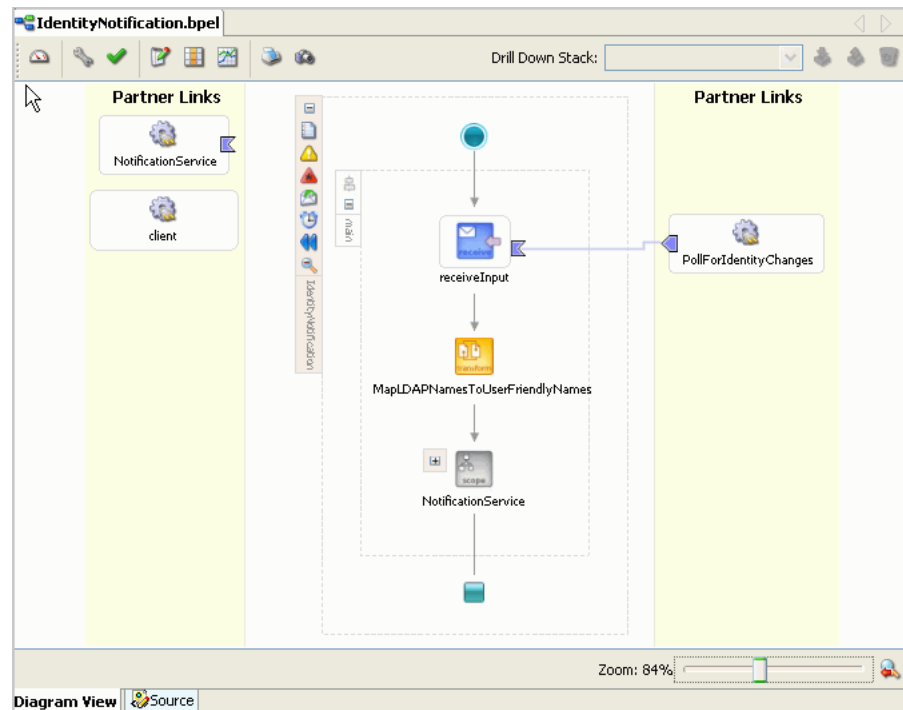 IdentityNotification.bpel
Drill Down Stack:
Partner Links
Partner Links
NotificationService
client
main
IdentityNotification
receive
receiveInput
PollForIdentityChanges
transform
MapLDAPNamesToUserFriendlyNames
scope
NotificationService
Zoom: 84%
Diagram View
Source